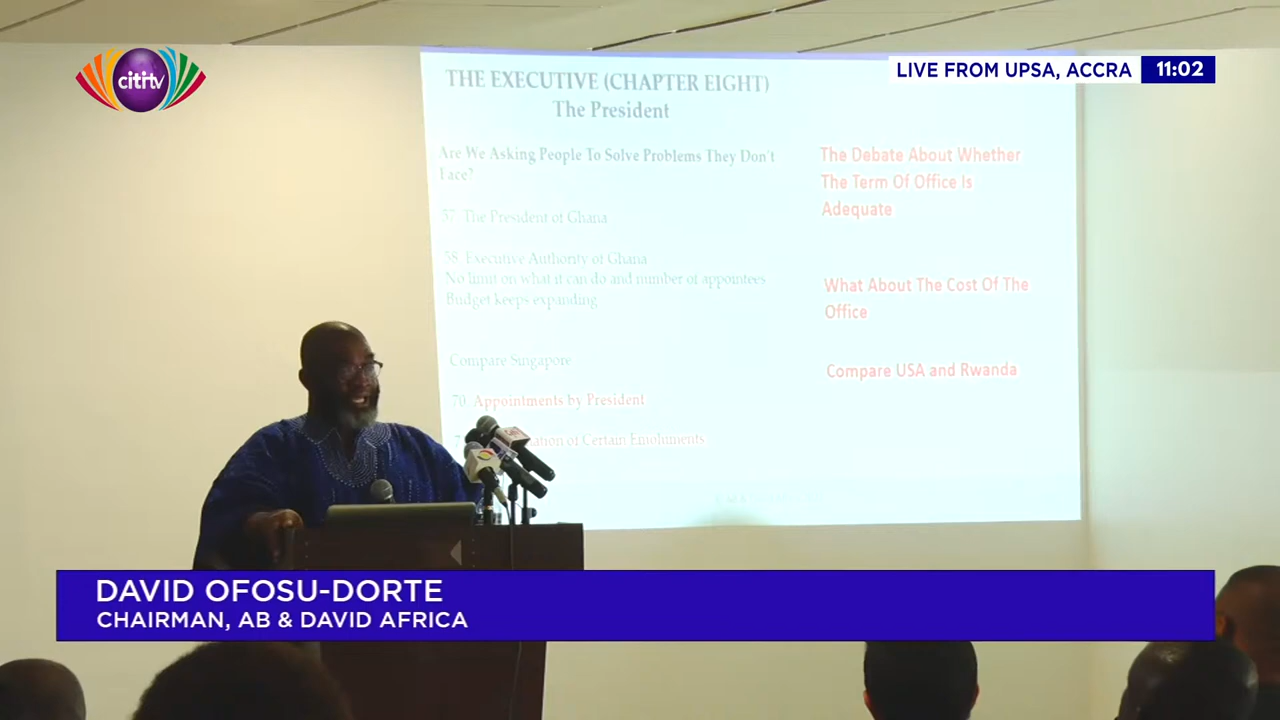 citi tv
LIVE FROM UPSA, ACCRA
11:02
THE EXECUTIVE (CHAPTER EIGHT)
The President
Are We Asking People To Solve Problems They Don't
Face?
57 The President of Ghana
58 Executive Authority of Ghana
No limit on what it can do and number of appointees
Budget keeps expanding
Compare Singapore
70 Appointments by President
of Certain Emoluments
The Debate About Whether
The Term Of Office Is
Adequate
What About The Cost Of The
Office
Compare USA and Rwanda
DAVID OFOSU-DORTE
CHAIRMAN, AB & DAVID AFRICA